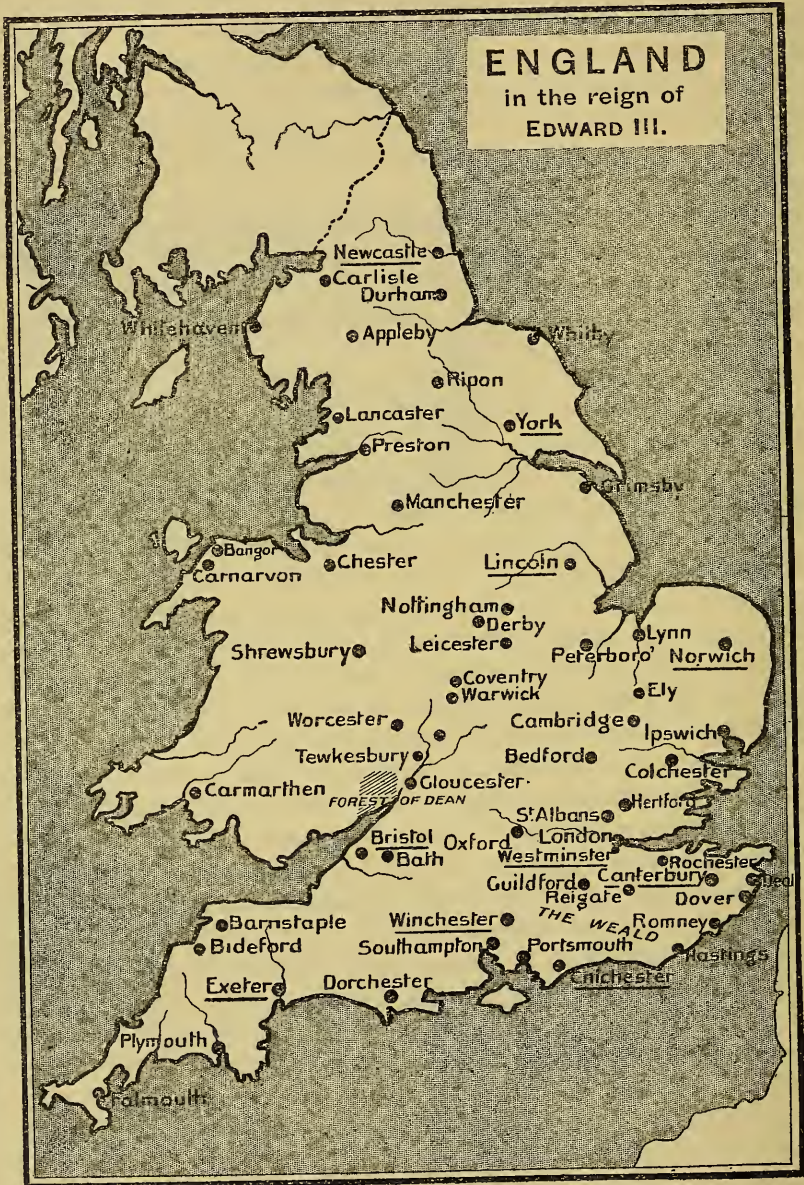 ENGLAND
in the reign of
EDWARD III.
Newcastle
Carlisle
Durham
Whitehaven
Appleby
Whitby
Ripon
Lancaster
York
Preston
Grimsby
Manchester
Bangor
Carnarvon
Chester
Lincoln
Nottingham
Derby
Lynn
Shrewsbury
Leicester
Peterboro'
Norwich
Coventry
Warwick
Ely
Worcester
Cambridge
Ipswich
Tewkesbury
Bedford
Colchester
Carmarthen
Gloucester
FOREST OF DEAN
Hertford
St Albans
Bristol
Oxford
London
Bath
Westminster
Rochester
Guildford
Canterbury
Deal
Reigate
Dover
Barnstaple
Winchester
THE WEALD
Romney
Bideford
Southampton
Portsmouth
Hastings
Chichester
Exeter
Dorchester
Plymouth
Falmouth